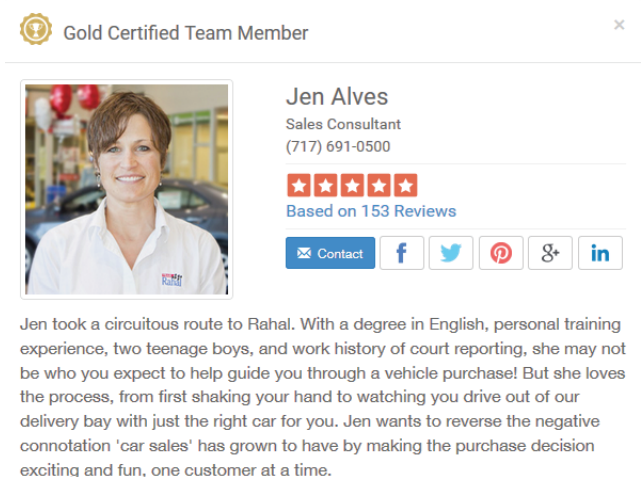 Gold Certified Team Member
×
Jen Alves
Sales Consultant
(717) 691-0500
Based on 153 Reviews
Contact
Rahal
Jen took a circuitous route to Rahal. With a degree in English, personal training
experience, two teenage boys, and work history of court reporting, she may not
be who you expect to help guide you through a vehicle purchase! But she loves
the process, from first shaking your hand to watching you drive out of our
delivery bay with just the right car for you. Jen wants to reverse the negative
connotation 'car sales' has grown to have by making the purchase decision
exciting and fun, one customer at a time.